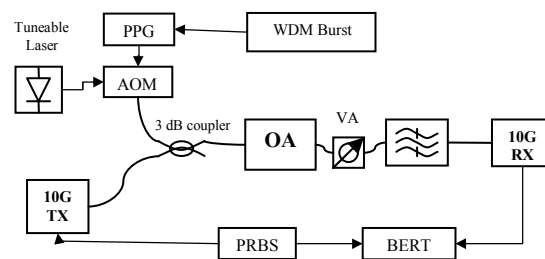 Tuneable
Laser
PPG
WDM Burst
AOM
3 dB coupler
OA
VA
10G
RX
10G
TX
PRBS
BERT